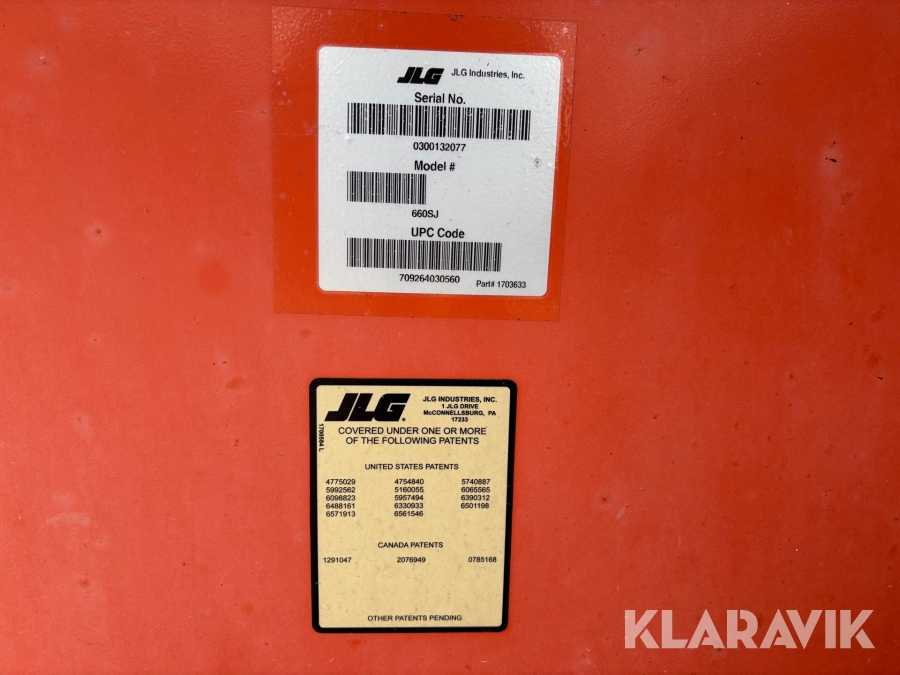 JLG JLG Industries, Inc.
Serial No.
0300132077
Model #
660SJ
UPC Code
709264030560
Part# 1703633
JLG
JLG INDUSTRIES, INC.
1 JLG DRIVE
McCONNELLSBURG, PA
17233
1700584 L
COVERED UNDER ONE OR MORE
OF THE FOLLOWING PATENTS
UNITED STATES PATENTS
4775029 4754840 5740887
5992562 5160055 6065565
6098823 5957494 6390312
6488161 6330933 6501198
6571913 6561546
CANADA PATENTS
1291047 2076949 0785168
OTHER PATENTS PENDING
KLARAVIK